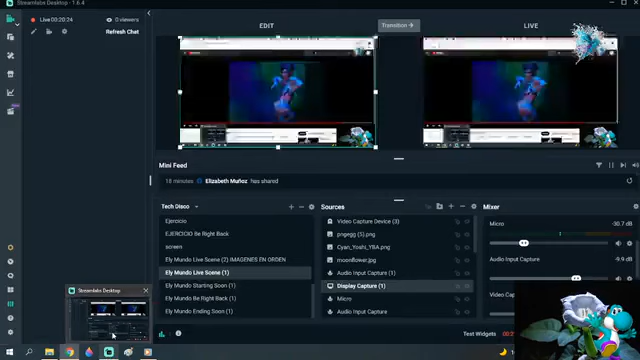 Streamlabs Desktop - 1.6.4
Live 00:20:34
0 viewers
Refresh Chat
EDIT
Transition
LIVE
Mini Feed
18 minutes
Elizabeth Muñoz has shared
Tech Disco
Ejercicio
EJERCICIO Be Right Back
screen
Ely Mundo Live Scene (2) IMAGENES EN ORDEN
Ely Mundo Live Scene (1)
Ely Mundo Starting Soon (1)
Ely Mundo Be Right Back (1)
Ely Mundo Ending Soon (1)
Sources
Video Capture Device (3)
pngegg (5).png
Cyan_Yoshi_YBA.png
moonflower.jpg
Audio Input Capture (1)
Display Capture (1)
Micro
Audio Input Capture
Mixer
Micro
-30.7 dB
Audio Input Capture
-9.9 dB
Video Capture
Test Widgets
Streamlabs Desktop